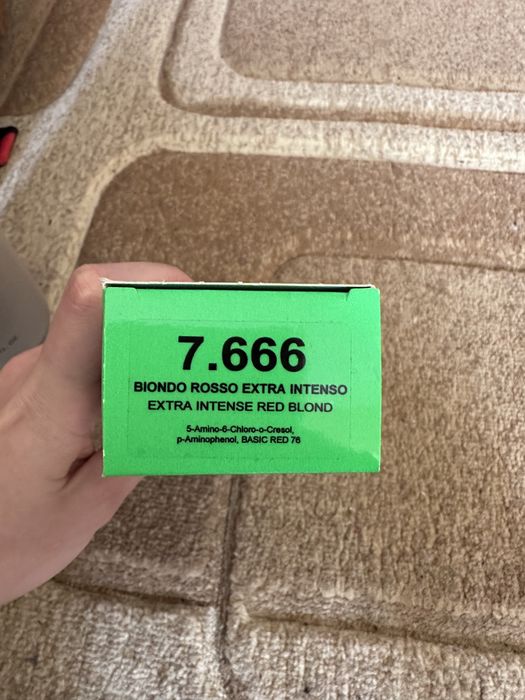 7.666
BIONDO ROSSO EXTRA INTENSO
EXTRA INTENSE RED BLOND
5-Amino-6-Chloro-o-Cresol,
p-Aminophenol, BASIC RED 76